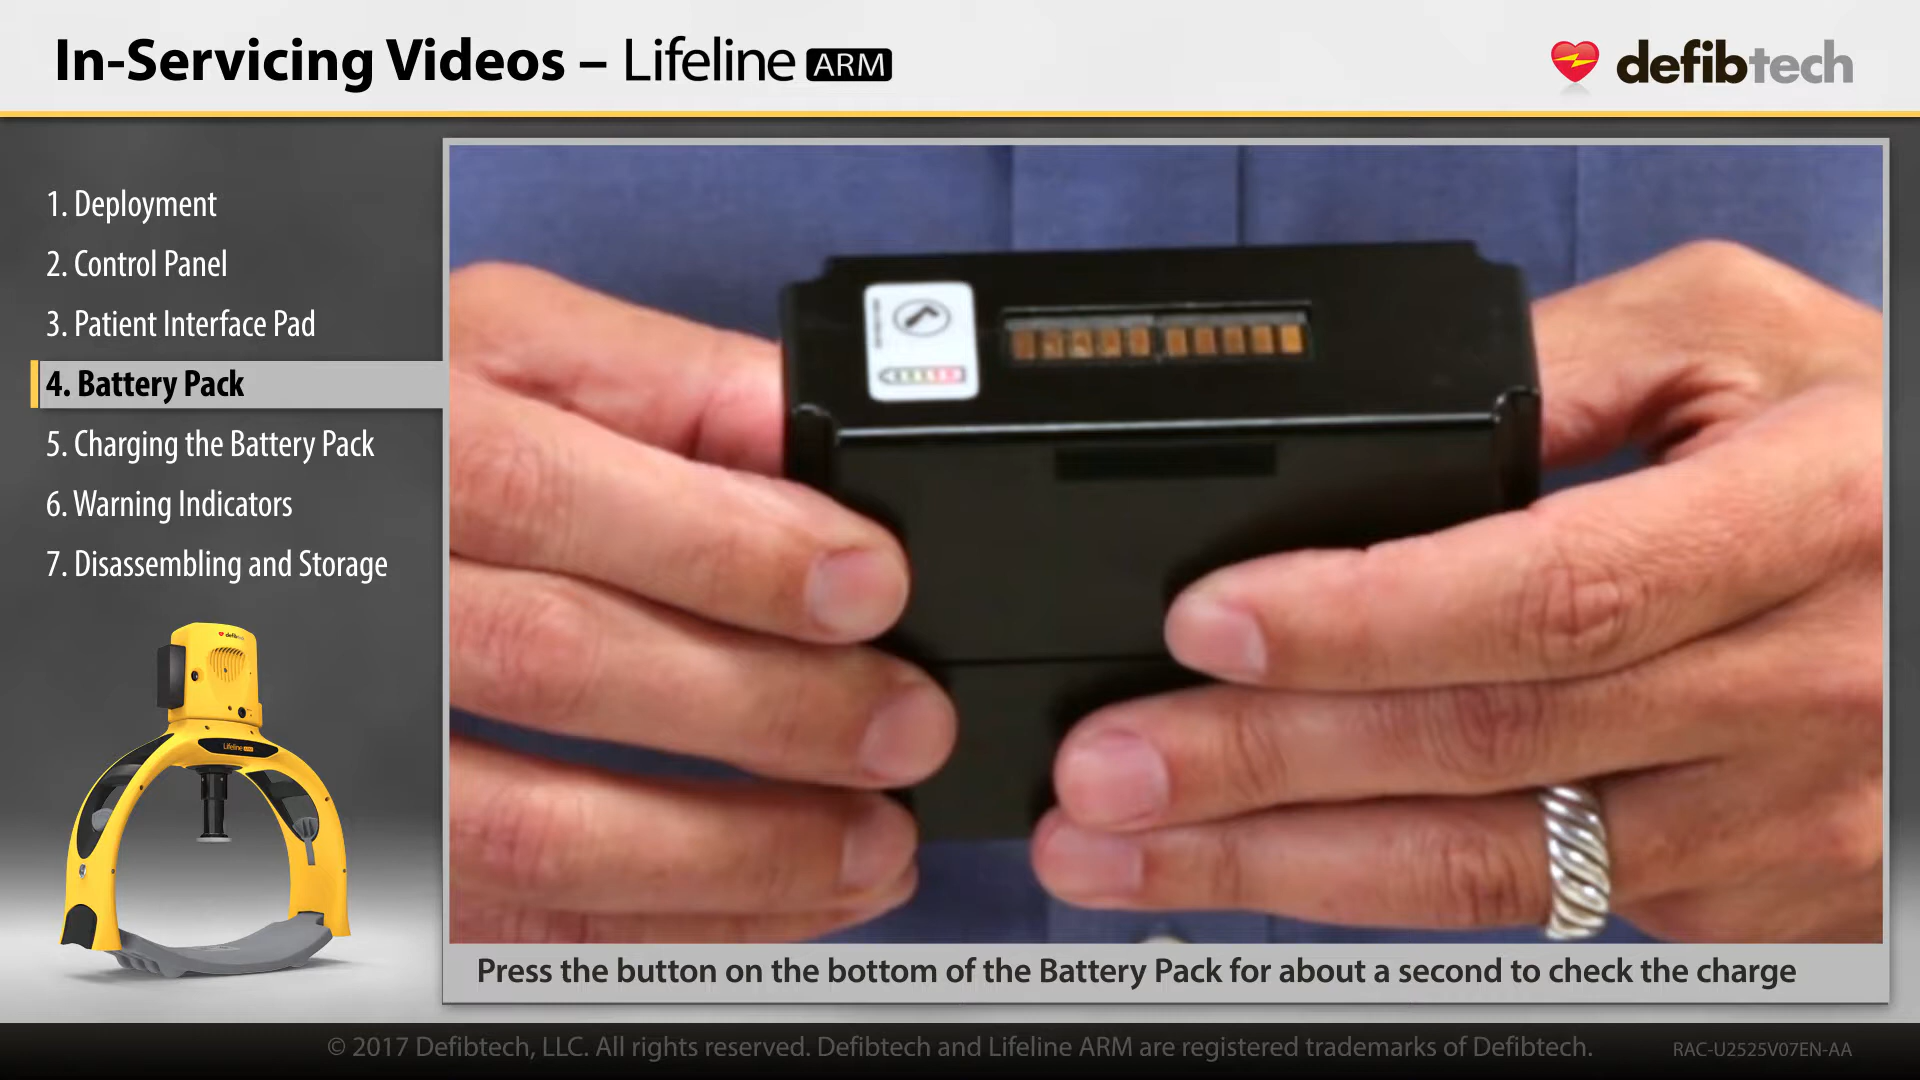 In-Servicing Videos – Lifeline ARM
defibtech
1. Deployment
2. Control Panel
3. Patient Interface Pad
4. Battery Pack
5. Charging the Battery Pack
6. Warning Indicators
7. Disassembling and Storage
defibtech
Lifeline ARM
Press the button on the bottom of the Battery Pack for about a second to check the charge
© 2017 Defibtech, LLC. All rights reserved. Defibtech and Lifeline ARM are registered trademarks of Defibtech.
RAC-U2525V07EN-AA